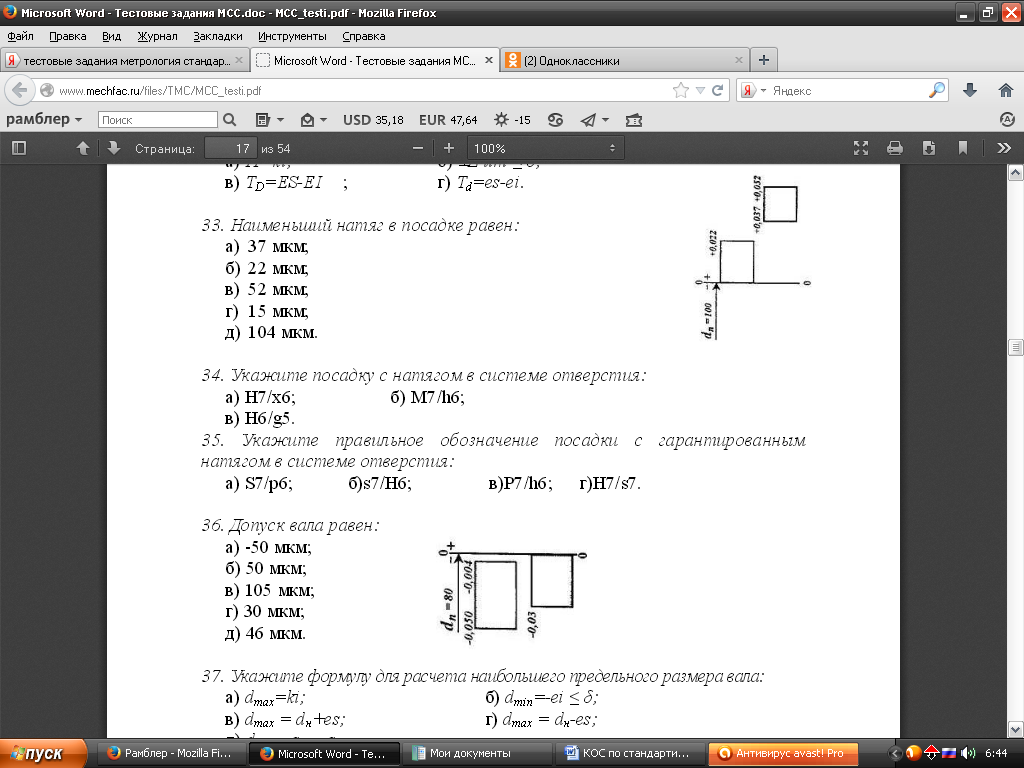 Microsoft Word - Тестовые задания МСС.doc - MCC_testi.pdf - Mozilla Firefox
Файл Правка Вид Журнал Закладки Инструменты Справка
тестовые задания метрология стандар... Microsoft Word - Тестовые задания МС... (2) Одноклассники
www.mechfac.ru/files/TMC/MCC_testi.pdf Яндекс
рамблер Поиск USD 35,18 EUR 47,64 -15
Страница: 17 из 54 100%
в) TD=ES-EI ; г) Td=es-ei.
33. Наименьший натяг в посадке равен:
а) 37 мкм;
б) 22 мкм;
в) 52 мкм;
г) 15 мкм;
д) 104 мкм.
+0,037 +0,052
+0,022
0 - + 0
dn =100
34. Укажите посадку с натягом в системе отверстия:
а) H7/x6; б) M7/h6;
в) H6/g5.
35. Укажите правильное обозначение посадки с гарантированным
натягом в системе отверстия:
а) S7/p6; б)s7/H6; в)P7/h6; г)H7/s7.
36. Допуск вала равен:
а) -50 мкм;
б) 50 мкм;
в) 105 мкм;
г) 30 мкм;
д) 46 мкм.
0 - + 0
dn = 80
-0,050 -0,004
-0,03
37. Укажите формулу для расчета наибольшего предельного размера вала:
а) dmax=ki; б) dmin=-ei ≤ δ;
в) dmax = dн+es; г) dmax = dн-es;
пуск Рамблер - Mozilla Fi... Microsoft Word - Те... Мои документы КОС по стандарти... Антивирус avast! Pro 6:44